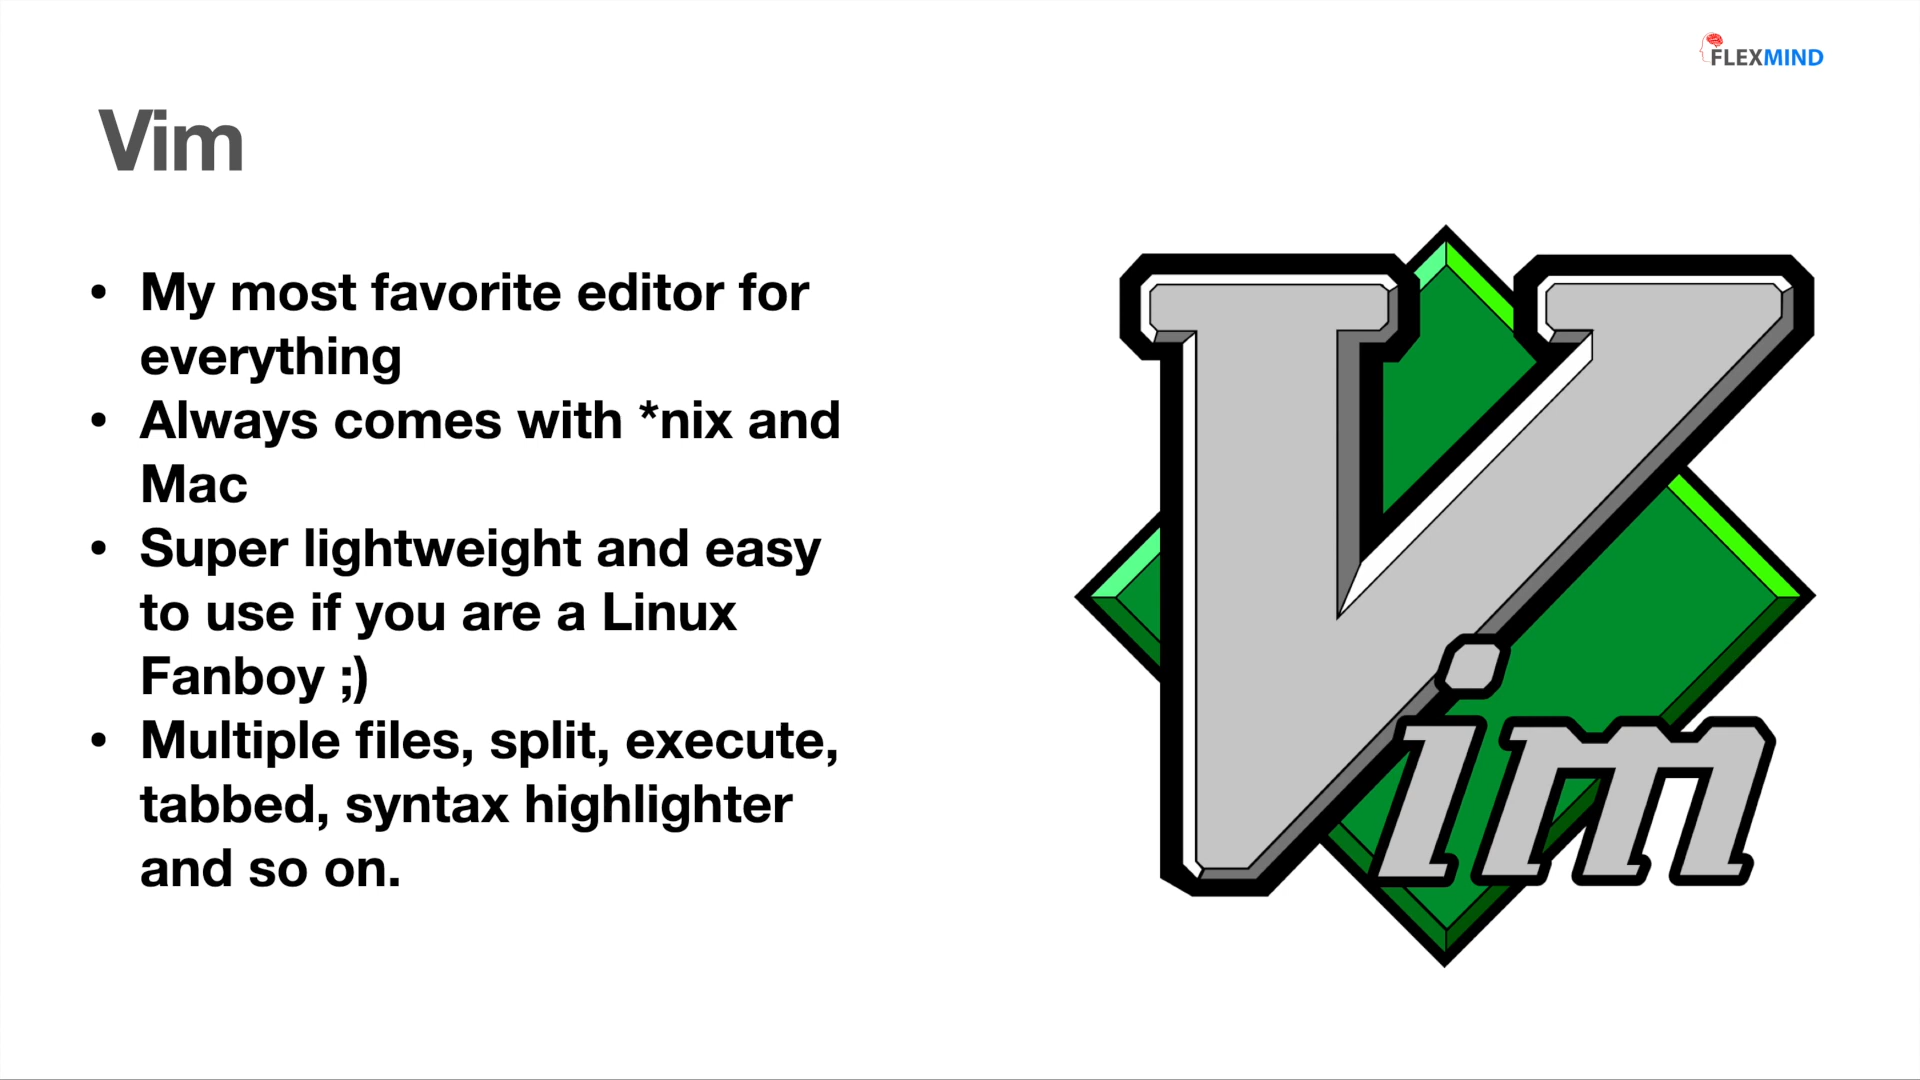 FLEXMIND
Vim
• My most favorite editor for
everything
• Always comes with *nix and
Mac
• Super lightweight and easy
to use if you are a Linux
Fanboy ;)
• Multiple files, split, execute,
tabbed, syntax highlighter
and so on.
Vim